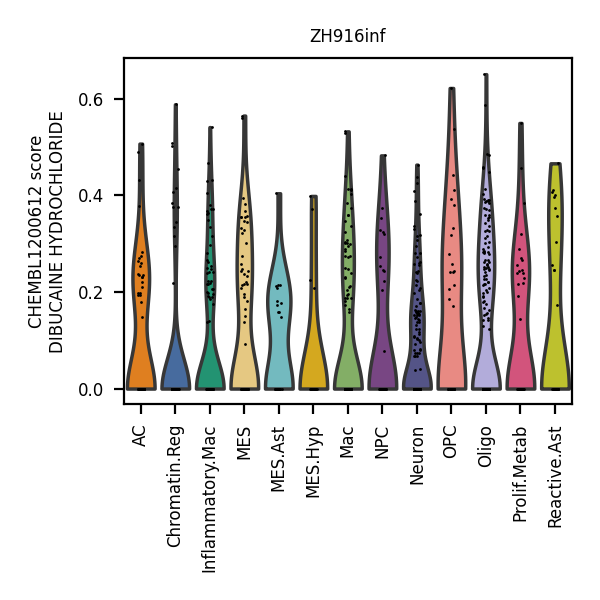 ZH916inf
CHEMBL1200612 score
DIBUCAINE HYDROCHLORIDE
0.6
0.4
0.2
0.0
AC
Chromatin.Reg
Inflammatory.Mac
MES
MES.Ast
MES.Hyp
Mac
NPC
Neuron
OPC
Oligo
Prolif.Metab
Reactive.Ast